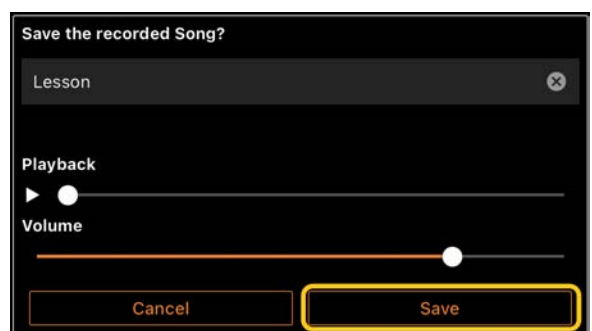 Save the recorded Song?
Lesson
Playback
Volume
Cancel Save